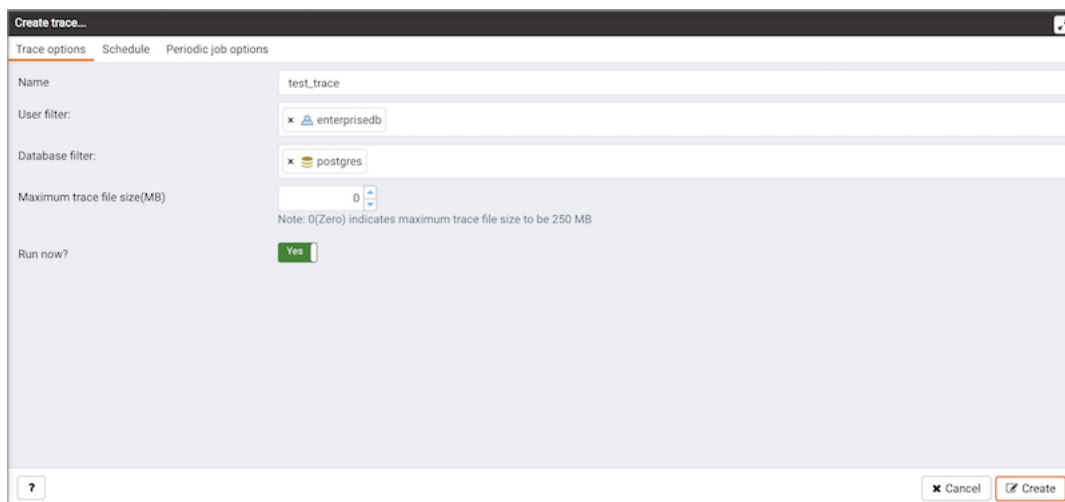 Create trace...
Trace options Schedule Periodic job options
Name test_trace
User filter: × enterprisedb
Database filter: × postgres
Maximum trace file size(MB) 0
Note: 0(Zero) indicates maximum trace file size to be 250 MB
Run now? Yes
? × Cancel Create